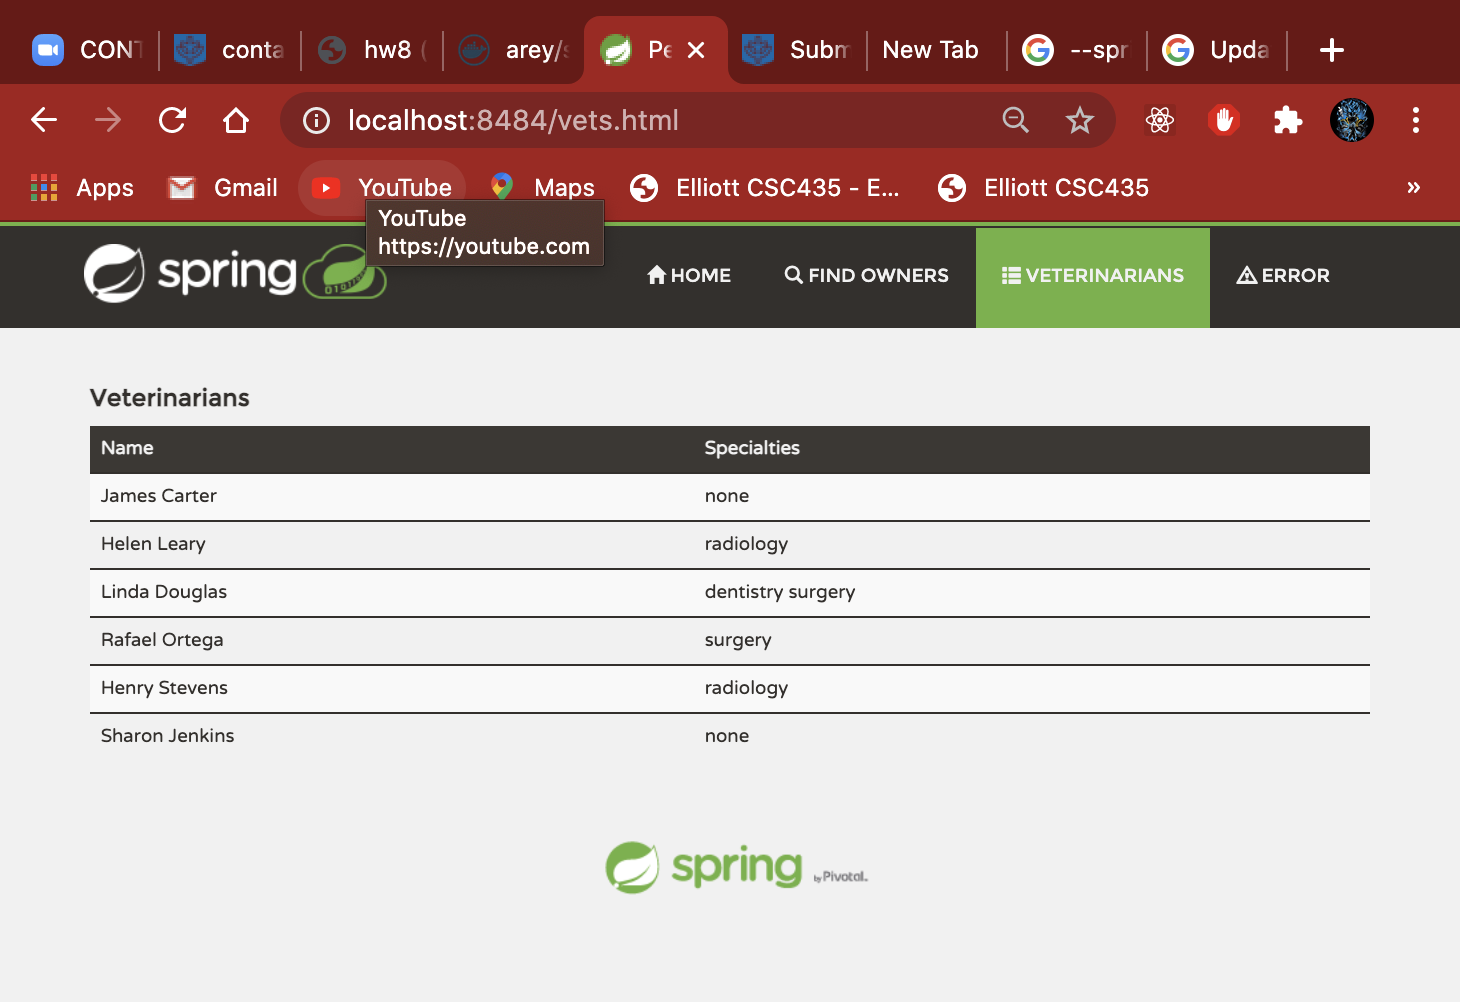 CONT conta hw8 ( arey/s Pe Subm New Tab --spr Upda
localhost:8484/vets.html
Apps Gmail YouTube Maps Elliott CSC435 - E... Elliott CSC435 »
YouTube
https://youtube.com
spring HOME FIND OWNERS VETERINARIANS ERROR
Veterinarians
Name Specialties
James Carter none
Helen Leary radiology
Linda Douglas dentistry surgery
Rafael Ortega surgery
Henry Stevens radiology
Sharon Jenkins none
spring by Pivotal